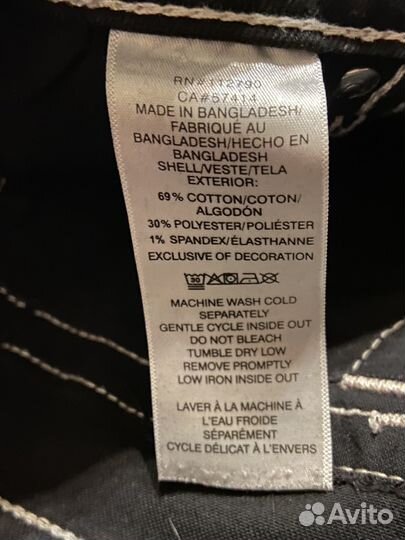 RN#112790
CA#57414
MADE IN BANGLADESH/
FABRIQUÉ AU
BANGLADESH/HECHO EN
BANGLADESH
SHELL/VESTE/TELA
EXTERIOR:
69% COTTON/COTON/
ALGODÓN
30% POLYESTER/POLIÉSTER
1% SPANDEX/ÉLASTHANNE
EXCLUSIVE OF DECORATION
30
MACHINE WASH COLD
SEPARATELY
GENTLE CYCLE INSIDE OUT
DO NOT BLEACH
TUMBLE DRY LOW
REMOVE PROMPTLY
LOW IRON INSIDE OUT
LAVER À LA MACHINE À
L'EAU FROIDE
SÉPARÉMENT
CYCLE DÉLICAT À L'ENVERS
Avito